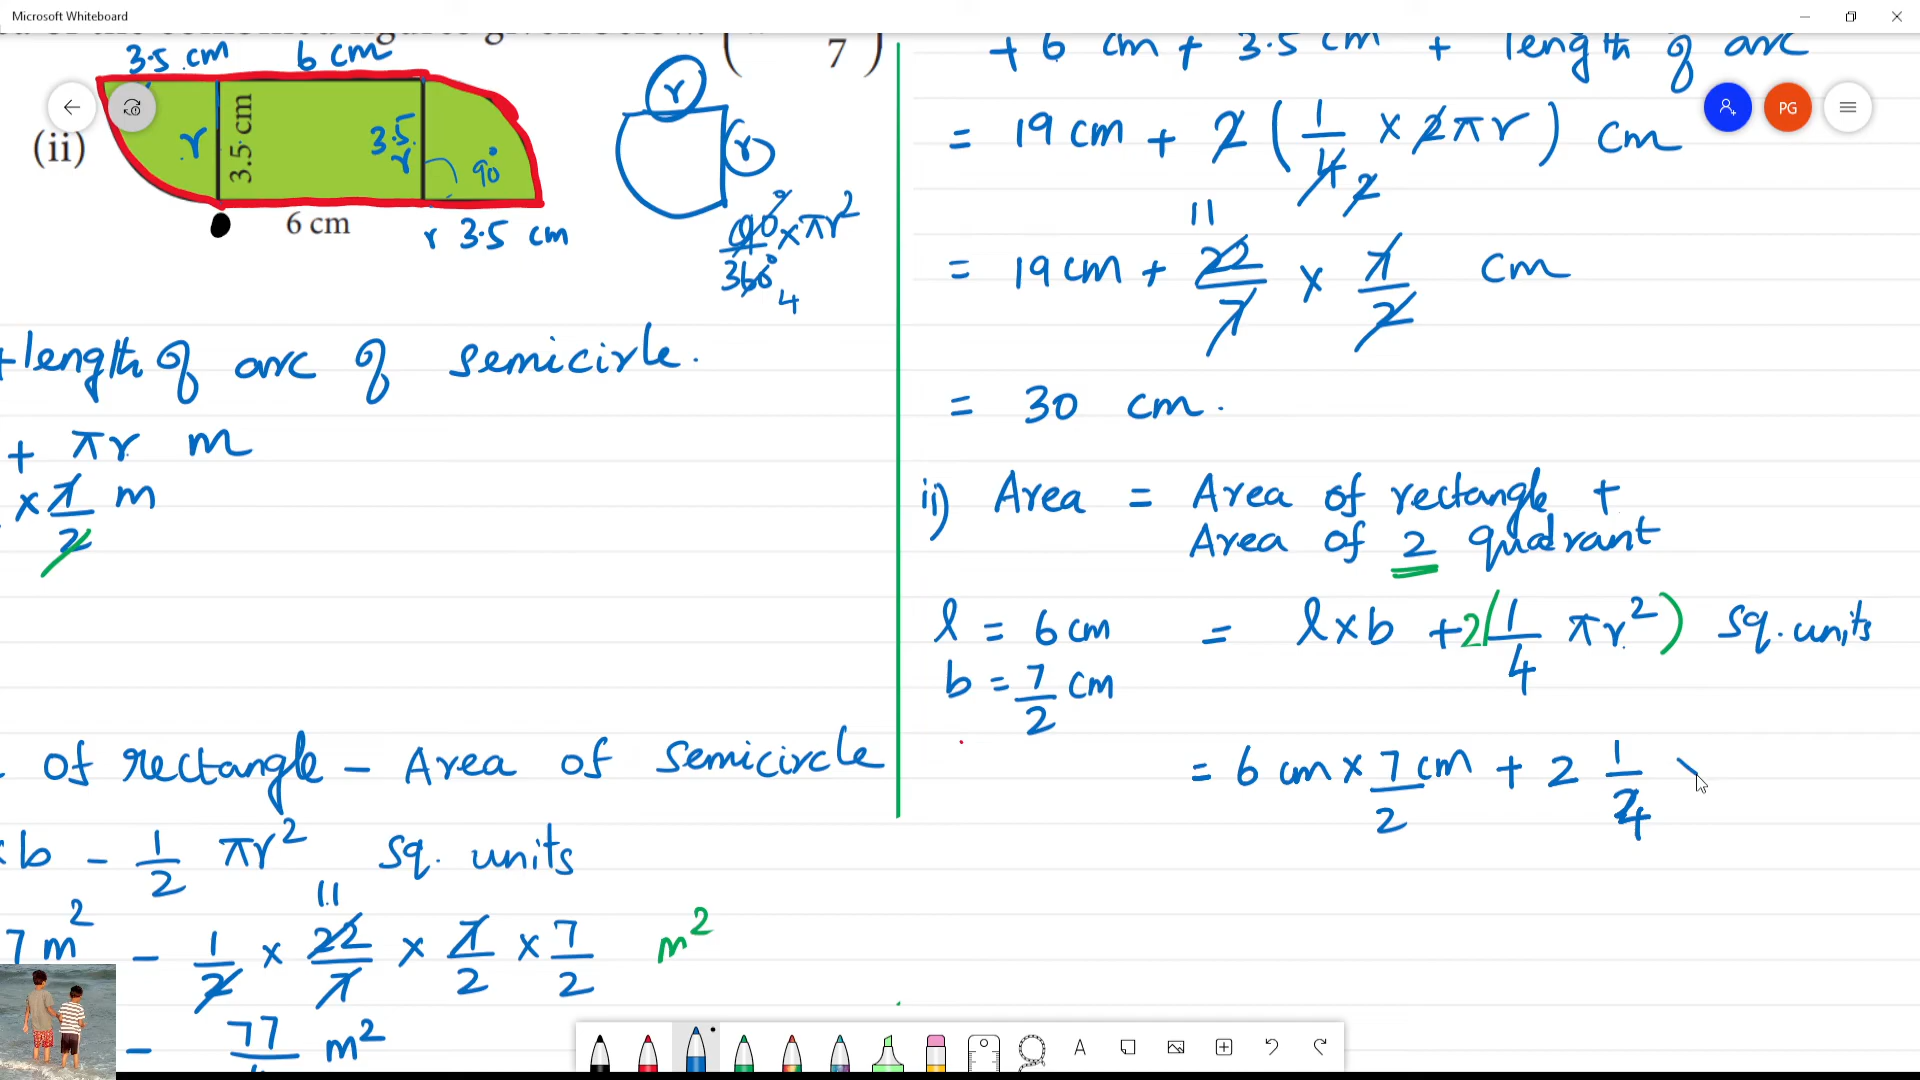 Microsoft Whiteboard
7
3.5 cm 6 cm
(ii)
r
3.5 cm
3.5
r
90°
6 cm
r 3.5 cm
r
r
90° × πr²
360°
4
+ length of arc of semicirle.
+ πr m
× 7/2 m
of rectangle - Area of semicircle
× b - 1/2 πr² sq. units
11
7 m² - 1/2 × 22/7 × 7/2 × 7/2 m²
- 77 m²
+ 6 cm + 3.5 cm + length of arc
= 19 cm + 2 ( 1/4 × 2πr ) cm
2
11
= 19 cm + 22/7 × 7/2 cm
= 30 cm.
ii) Area = Area of rectangle +
Area of 2 quadrant
l = 6 cm = l × b + 2( 1/4 πr² ) sq. units
b = 7/2 cm
= 6 cm × 7/2 cm + 2 1/4
PG
A